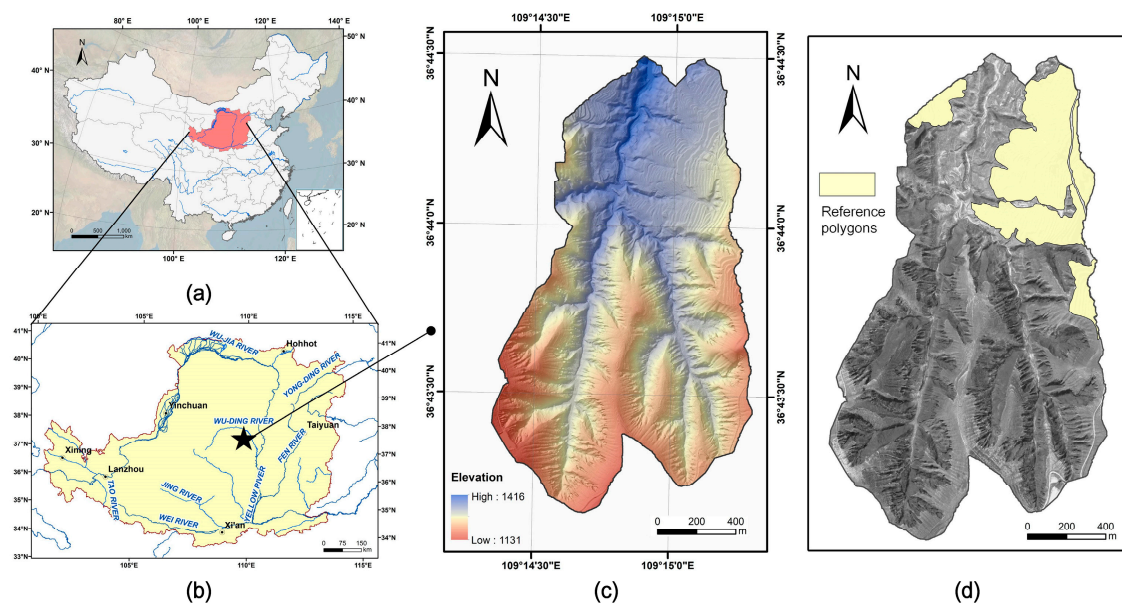 80° E
100° E
120° E
140° E
50° N
40° N
40° N
30° N
30° N
20° N
20° N
100° E
120° E
N
0 500 1,000
km
(a)
100°E
105°E
110°E
115°E
41°N
40°N
39°N
38°N
37°N
36°N
35°N
34°N
33°N
41°N
40°N
39°N
38°N
37°N
36°N
35°N
34°N
105°E
110°E
115°E
WU-JIA RIVER
Hohhot
YONG-DING RIVER
Yinchuan
WU-DING RIVER
Taiyuan
FEN RIVER
Xining
Lanzhou
TAO RIVER
JING RIVER
YELLOW
WEI RIVER
Xi'an
0 75 150
km
(b)
109°14'30"E
109°15'0"E
36°44'30"N
36°44'0"N
36°43'30"N
36°44'30"N
36°44'0"N
36°43'30"N
109°14'30"E
109°15'0"E
N
Elevation
High : 1416
Low : 1131
0 200 400
m
(c)
N
Reference
polygons
0 200 400
m
(d)